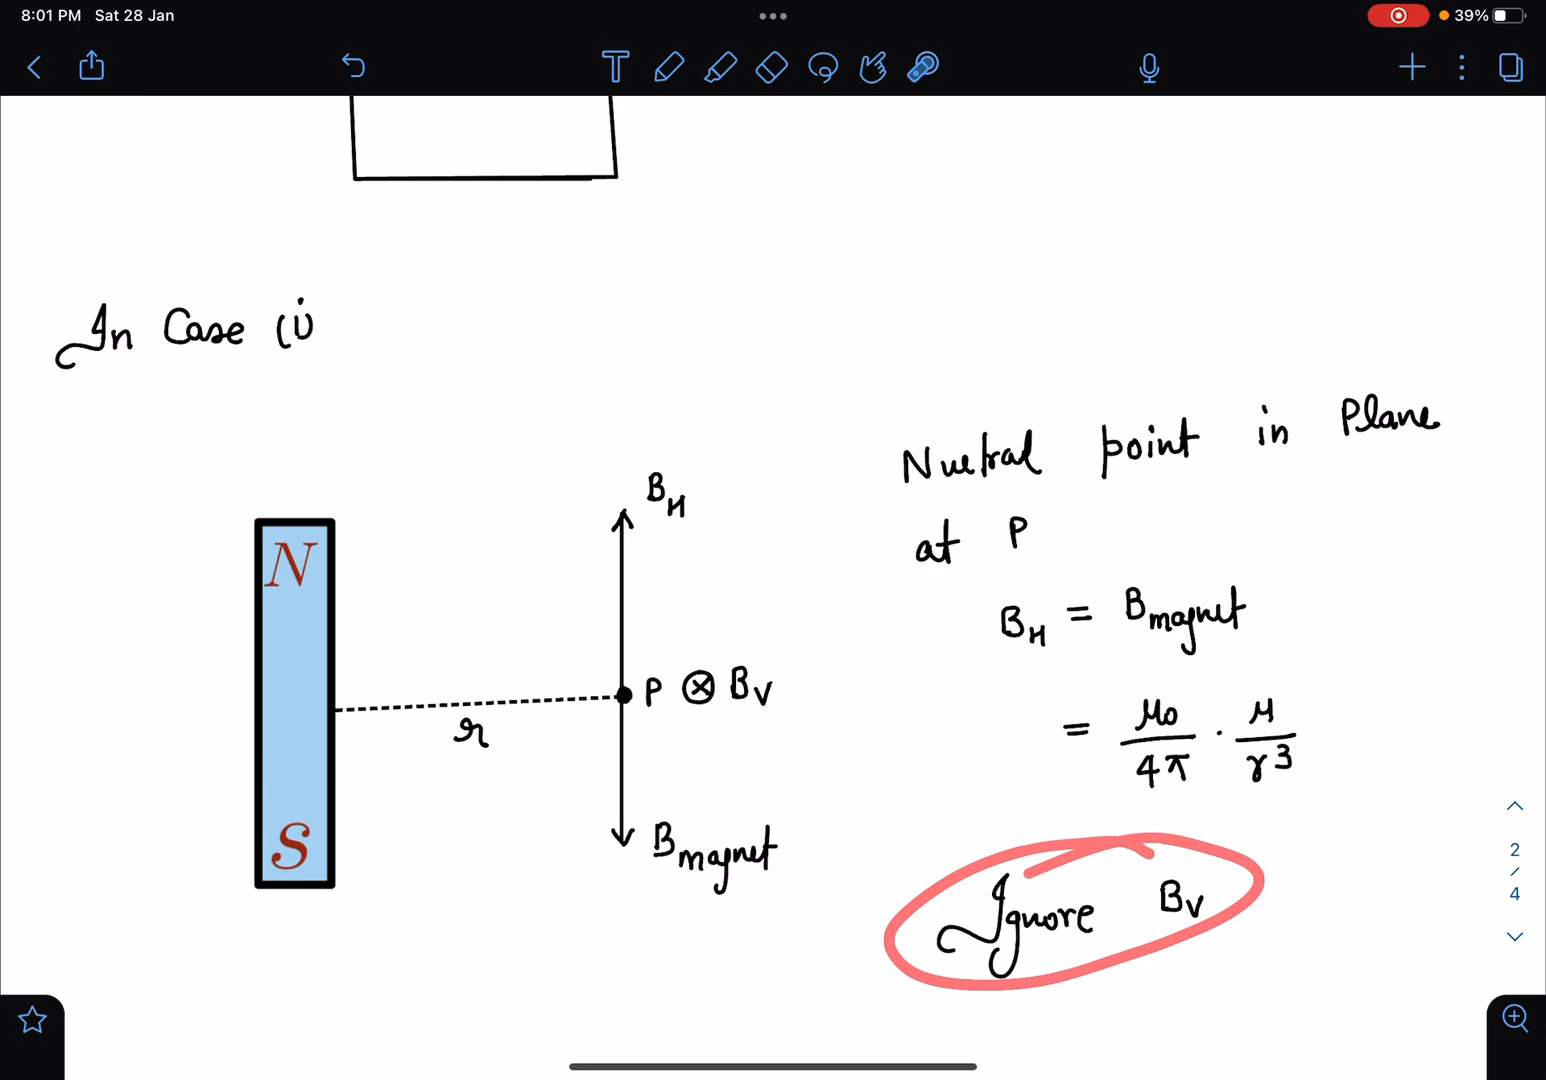 8:01 PM Sat 28 Jan
39%
In Case (i)
Nuetral point in Plane
at P
B_H = B_magnet
= μ0/4π · M/r^3
Ignore B_V
N
S
r
B_H
P ⊗ B_V
B_magnet
2
/
4